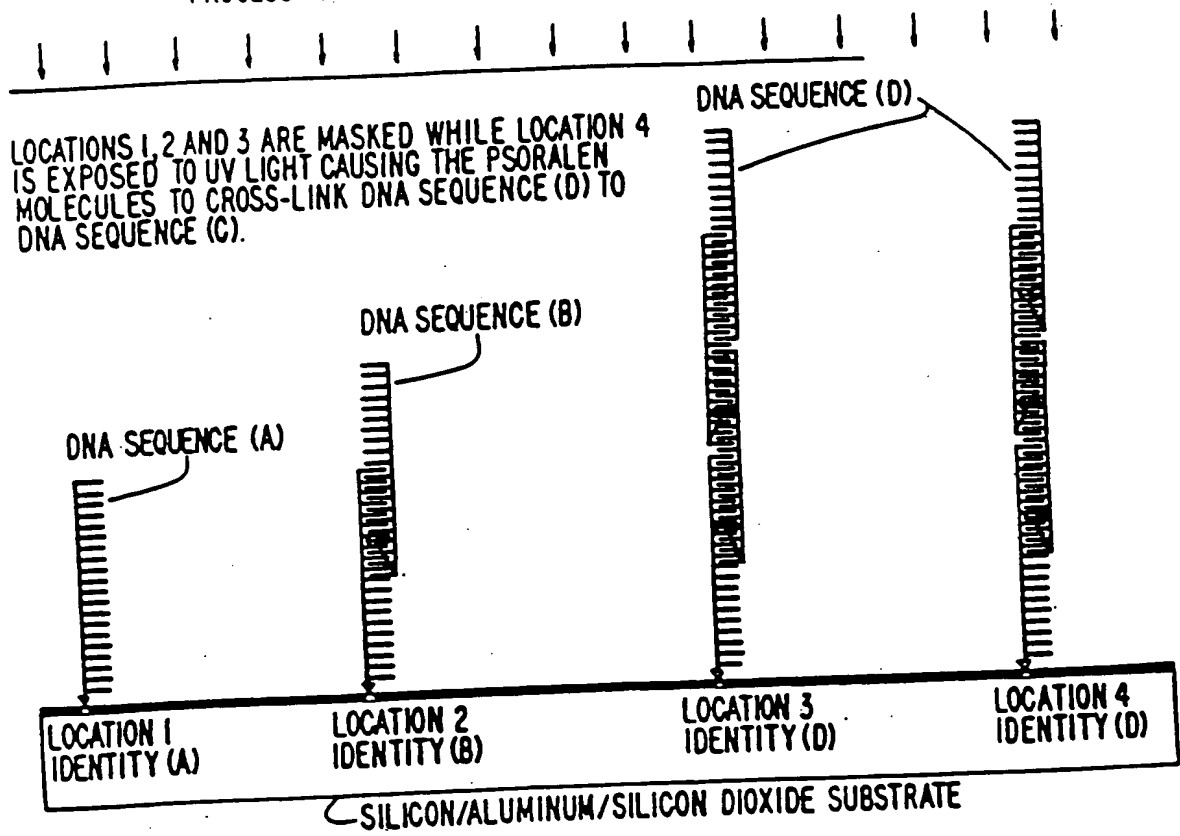 PROCESS
DNA SEQUENCE (D)
LOCATIONS 1, 2 AND 3 ARE MASKED WHILE LOCATION 4
IS EXPOSED TO UV LIGHT CAUSING THE PSORALEN
MOLECULES TO CROSS-LINK DNA SEQUENCE (D) TO
DNA SEQUENCE (C).
DNA SEQUENCE (B)
DNA SEQUENCE (A)
LOCATION 1
IDENTITY (A)
LOCATION 2
IDENTITY (B)
LOCATION 3
IDENTITY (D)
LOCATION 4
IDENTITY (D)
SILICON/ALUMINUM/SILICON DIOXIDE SUBSTRATE